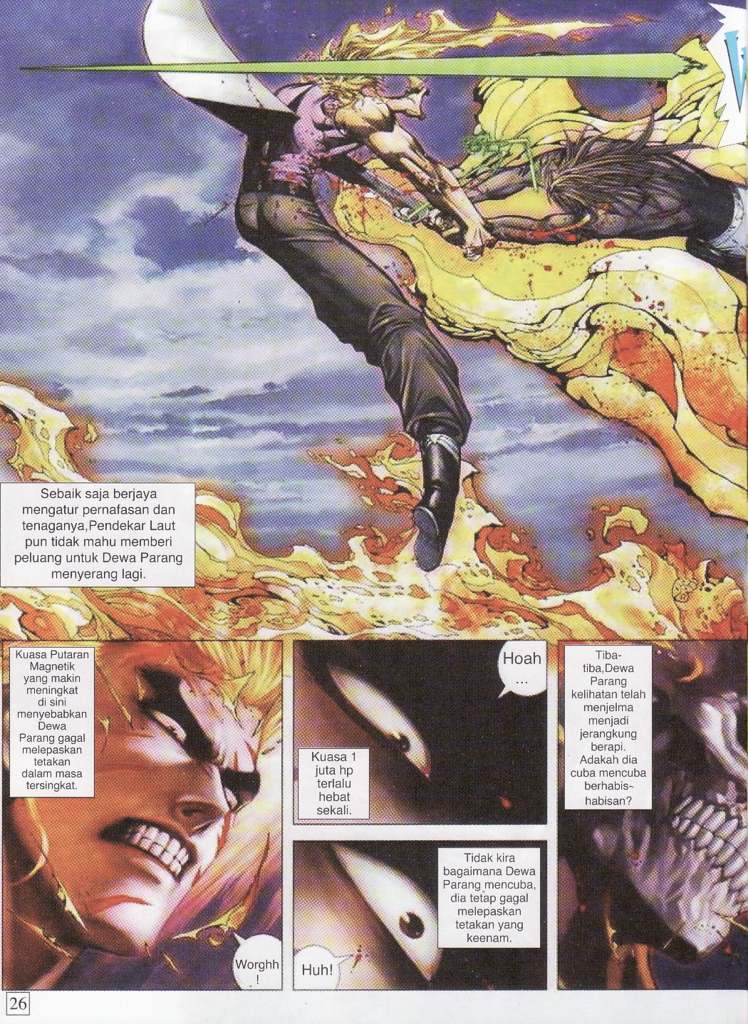 Sebaik saja berjaya
mengatur pernafasan dan
tenaganya,Pendekar Laut
pun tidak mahu memberi
peluang untuk Dewa Parang
menyerang lagi.
Kuasa Putaran
Magnetik
yang makin
meningkat
di sini
menyebabkan
Dewa
Parang gagal
melepaskan
tetakan
dalam masa
tersingkat.
Worghh
!
Hoah
...
Kuasa 1
juta hp
terlalu
hebat
sekali.
Tidak kira
bagaimana Dewa
Parang mencuba,
dia tetap gagal
melepaskan
tetakan yang
keenam.
Huh!
Tiba-
tiba,Dewa
Parang
kelihatan telah
menjelma
menjadi
jerangkung
berapi.
Adakah dia
cuba mencuba
berhabis-
habisan?
26